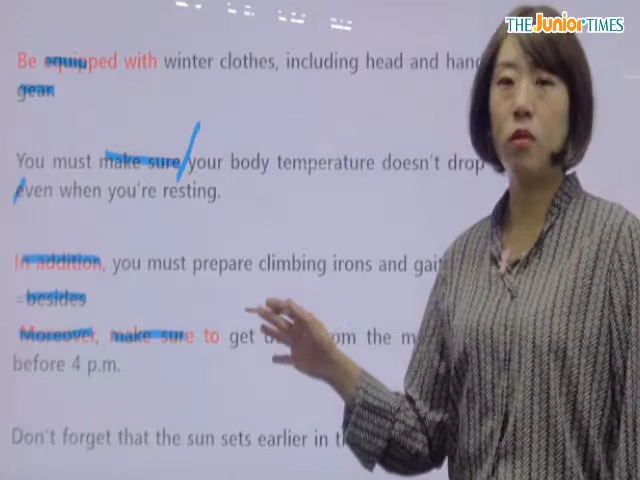 THE Junior TIMES
Be equipped with winter clothes, including head and hand
gear.
You must make sure your body temperature doesn't drop
even when you're resting.
In addition, you must prepare climbing irons and
=besides
Moreover, make sure to get from the
before 4 p.m.
Don't forget that the sun sets earlier in